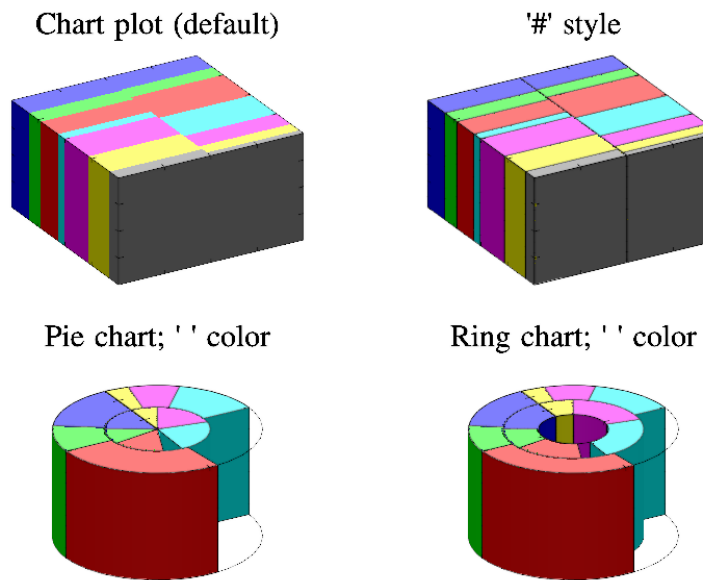 Chart plot (default)
'#' style
Pie chart; ' ' color
Ring chart; ' ' color